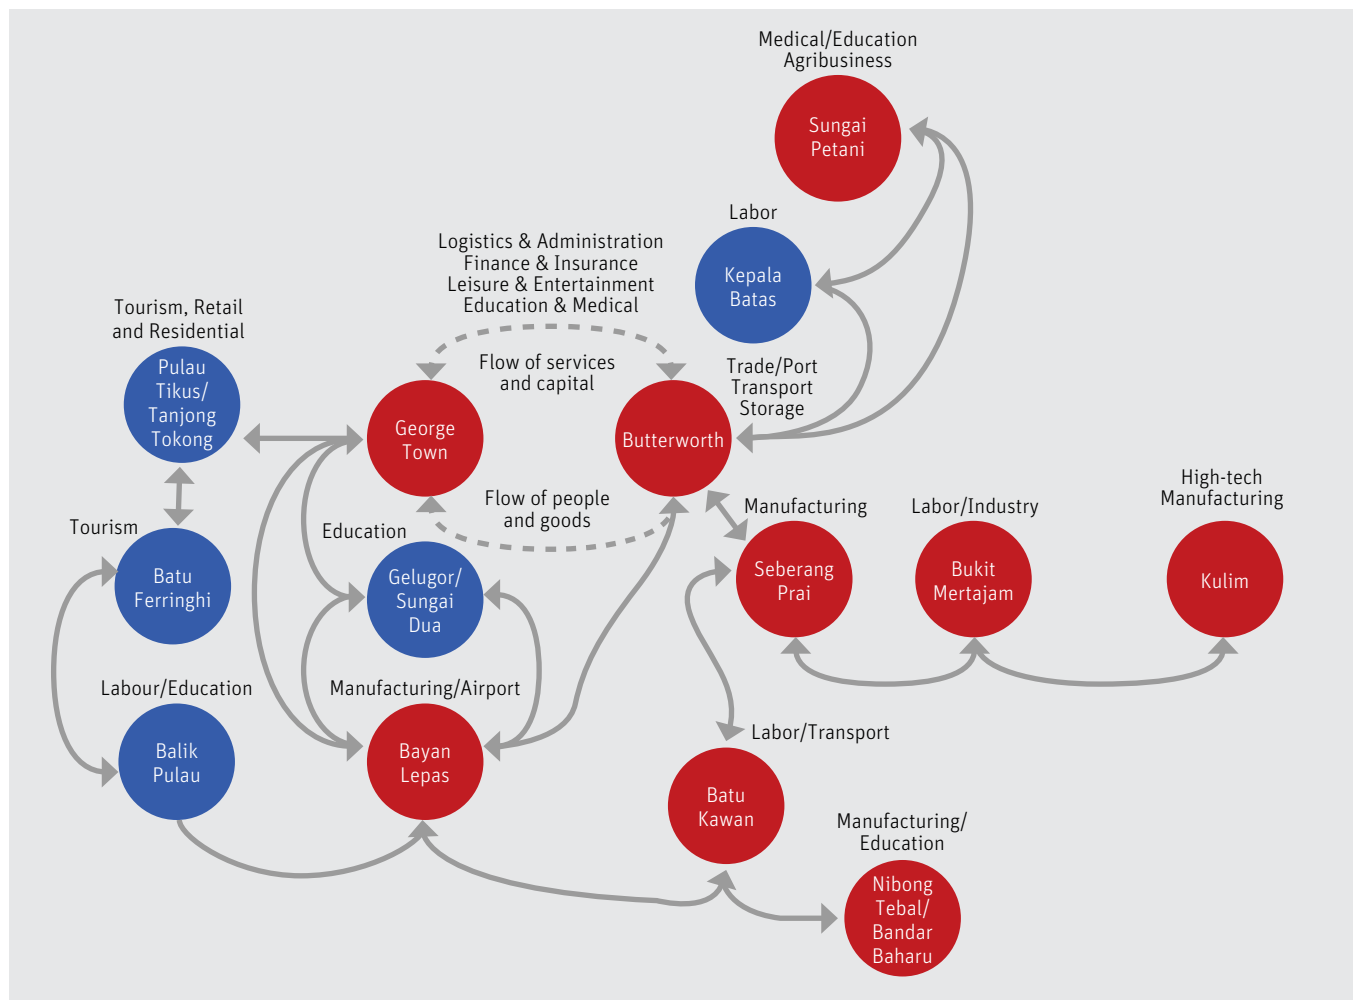 Medical/Education
Agribusiness
Sungai
Petani
Labor
Kepala
Batas
Logistics & Administration
Finance & Insurance
Leisure & Entertainment
Education & Medical
Tourism, Retail
and Residential
Pulau
Tikus/
Tanjong
Tokong
Flow of services
and capital
George
Town
Trade/Port
Transport
Storage
Butterworth
Flow of people
and goods
Tourism
Batu
Ferringhi
Education
Gelugor/
Sungai
Dua
Manufacturing
Seberang
Prai
Labor/Industry
Bukit
Mertajam
High-tech
Manufacturing
Kulim
Labour/Education
Balik
Pulau
Manufacturing/Airport
Bayan
Lepas
Labor/Transport
Batu
Kawan
Manufacturing/
Education
Nibong
Tebal/
Bandar
Baharu